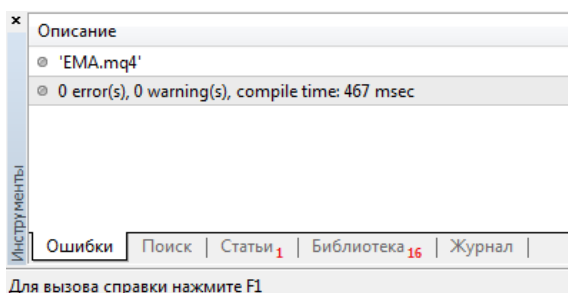 Описание
'EMA.mq4'
0 error(s), 0 warning(s), compile time: 467 msec
Инструменты
Ошибки | Поиск | Статьи 1 | Библиотека 16 | Журнал |
Для вызова справки нажмите F1